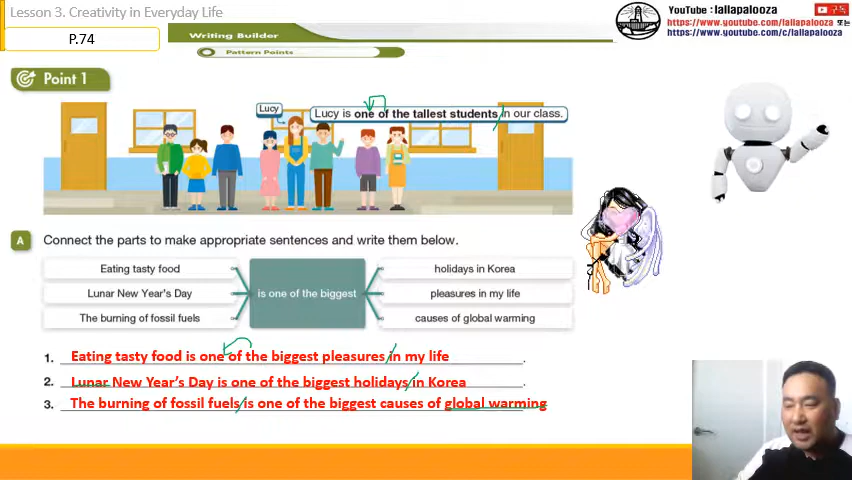 Lesson 3. Creativity in Everyday Life
P.74
YouTube : lallapalooza
구독
https://www.youtube.com/lallapalooza 또는
https://www.youtube.com/c/lallapalooza
Writing Builder
Pattern Points
Point 1
Lucy
Lucy is one of the tallest students in our class.
A Connect the parts to make appropriate sentences and write them below.
Eating tasty food
Lunar New Year's Day
The burning of fossil fuels
is one of the biggest
holidays in Korea
pleasures in my life
causes of global warming
1. Eating tasty food is one of the biggest pleasures in my life .
2. Lunar New Year's Day is one of the biggest holidays in Korea .
3. The burning of fossil fuels is one of the biggest causes of global warming